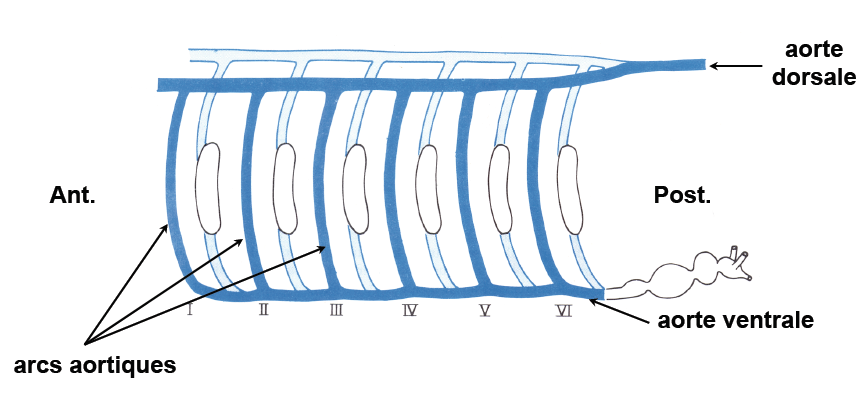 aorte
dorsale
Ant.
Post.
I II III IV V VI
aorte ventrale
arcs aortiques